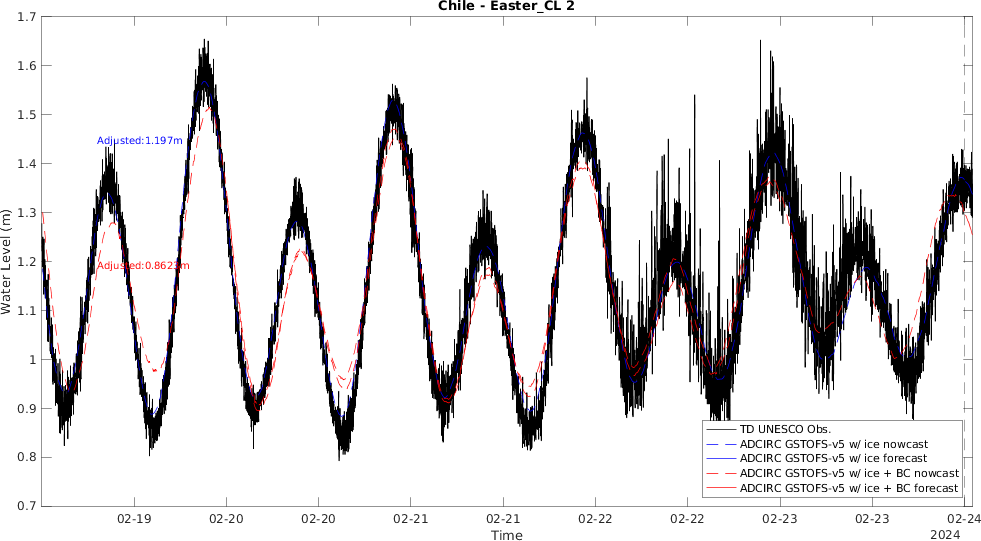 Chile - Easter_CL 2
1.7
1.6
1.5
1.4
1.3
1.2
1.1
1
0.9
0.8
0.7
Water Level (m)
Adjusted:1.197m
Adjusted:0.8623m
TD UNESCO Obs.
ADCIRC GSTOFS-v5 w/ ice nowcast
ADCIRC GSTOFS-v5 w/ ice forecast
ADCIRC GSTOFS-v5 w/ ice + BC nowcast
ADCIRC GSTOFS-v5 w/ ice + BC forecast
02-19 02-20 02-20 02-21 02-21 02-22 02-22 02-23 02-23 02-24
2024
Time